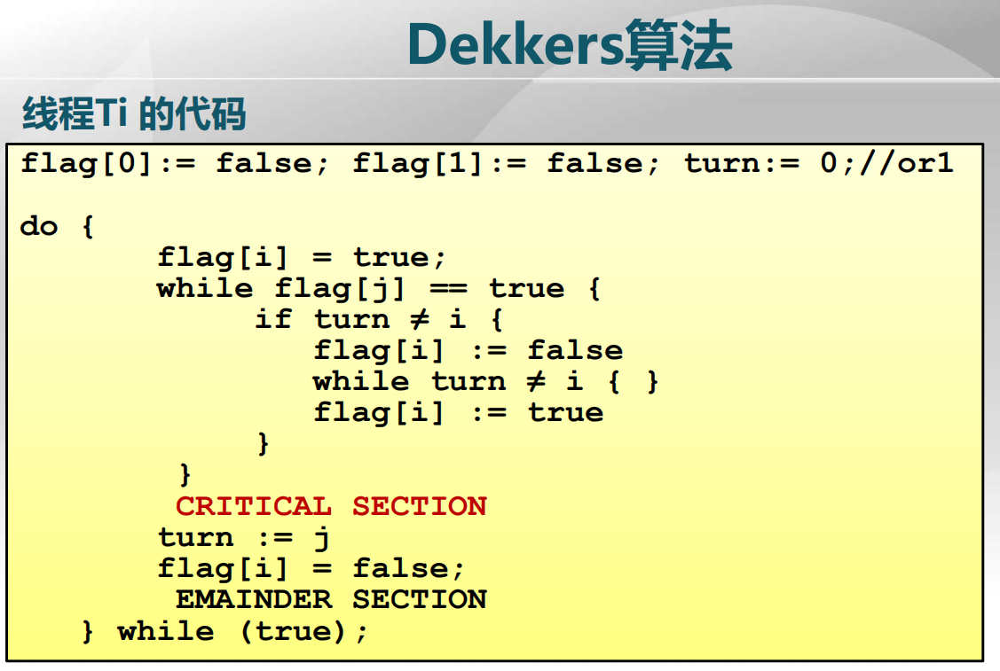 Dekkers算法
线程Ti 的代码
flag[0]:= false; flag[1]:= false; turn:= 0;//or1
do {
flag[i] = true;
while flag[j] == true {
if turn ≠ i {
flag[i] := false
while turn ≠ i { }
flag[i] := true
}
}
CRITICAL SECTION
turn := j
flag[i] = false;
EMAINDER SECTION
} while (true);